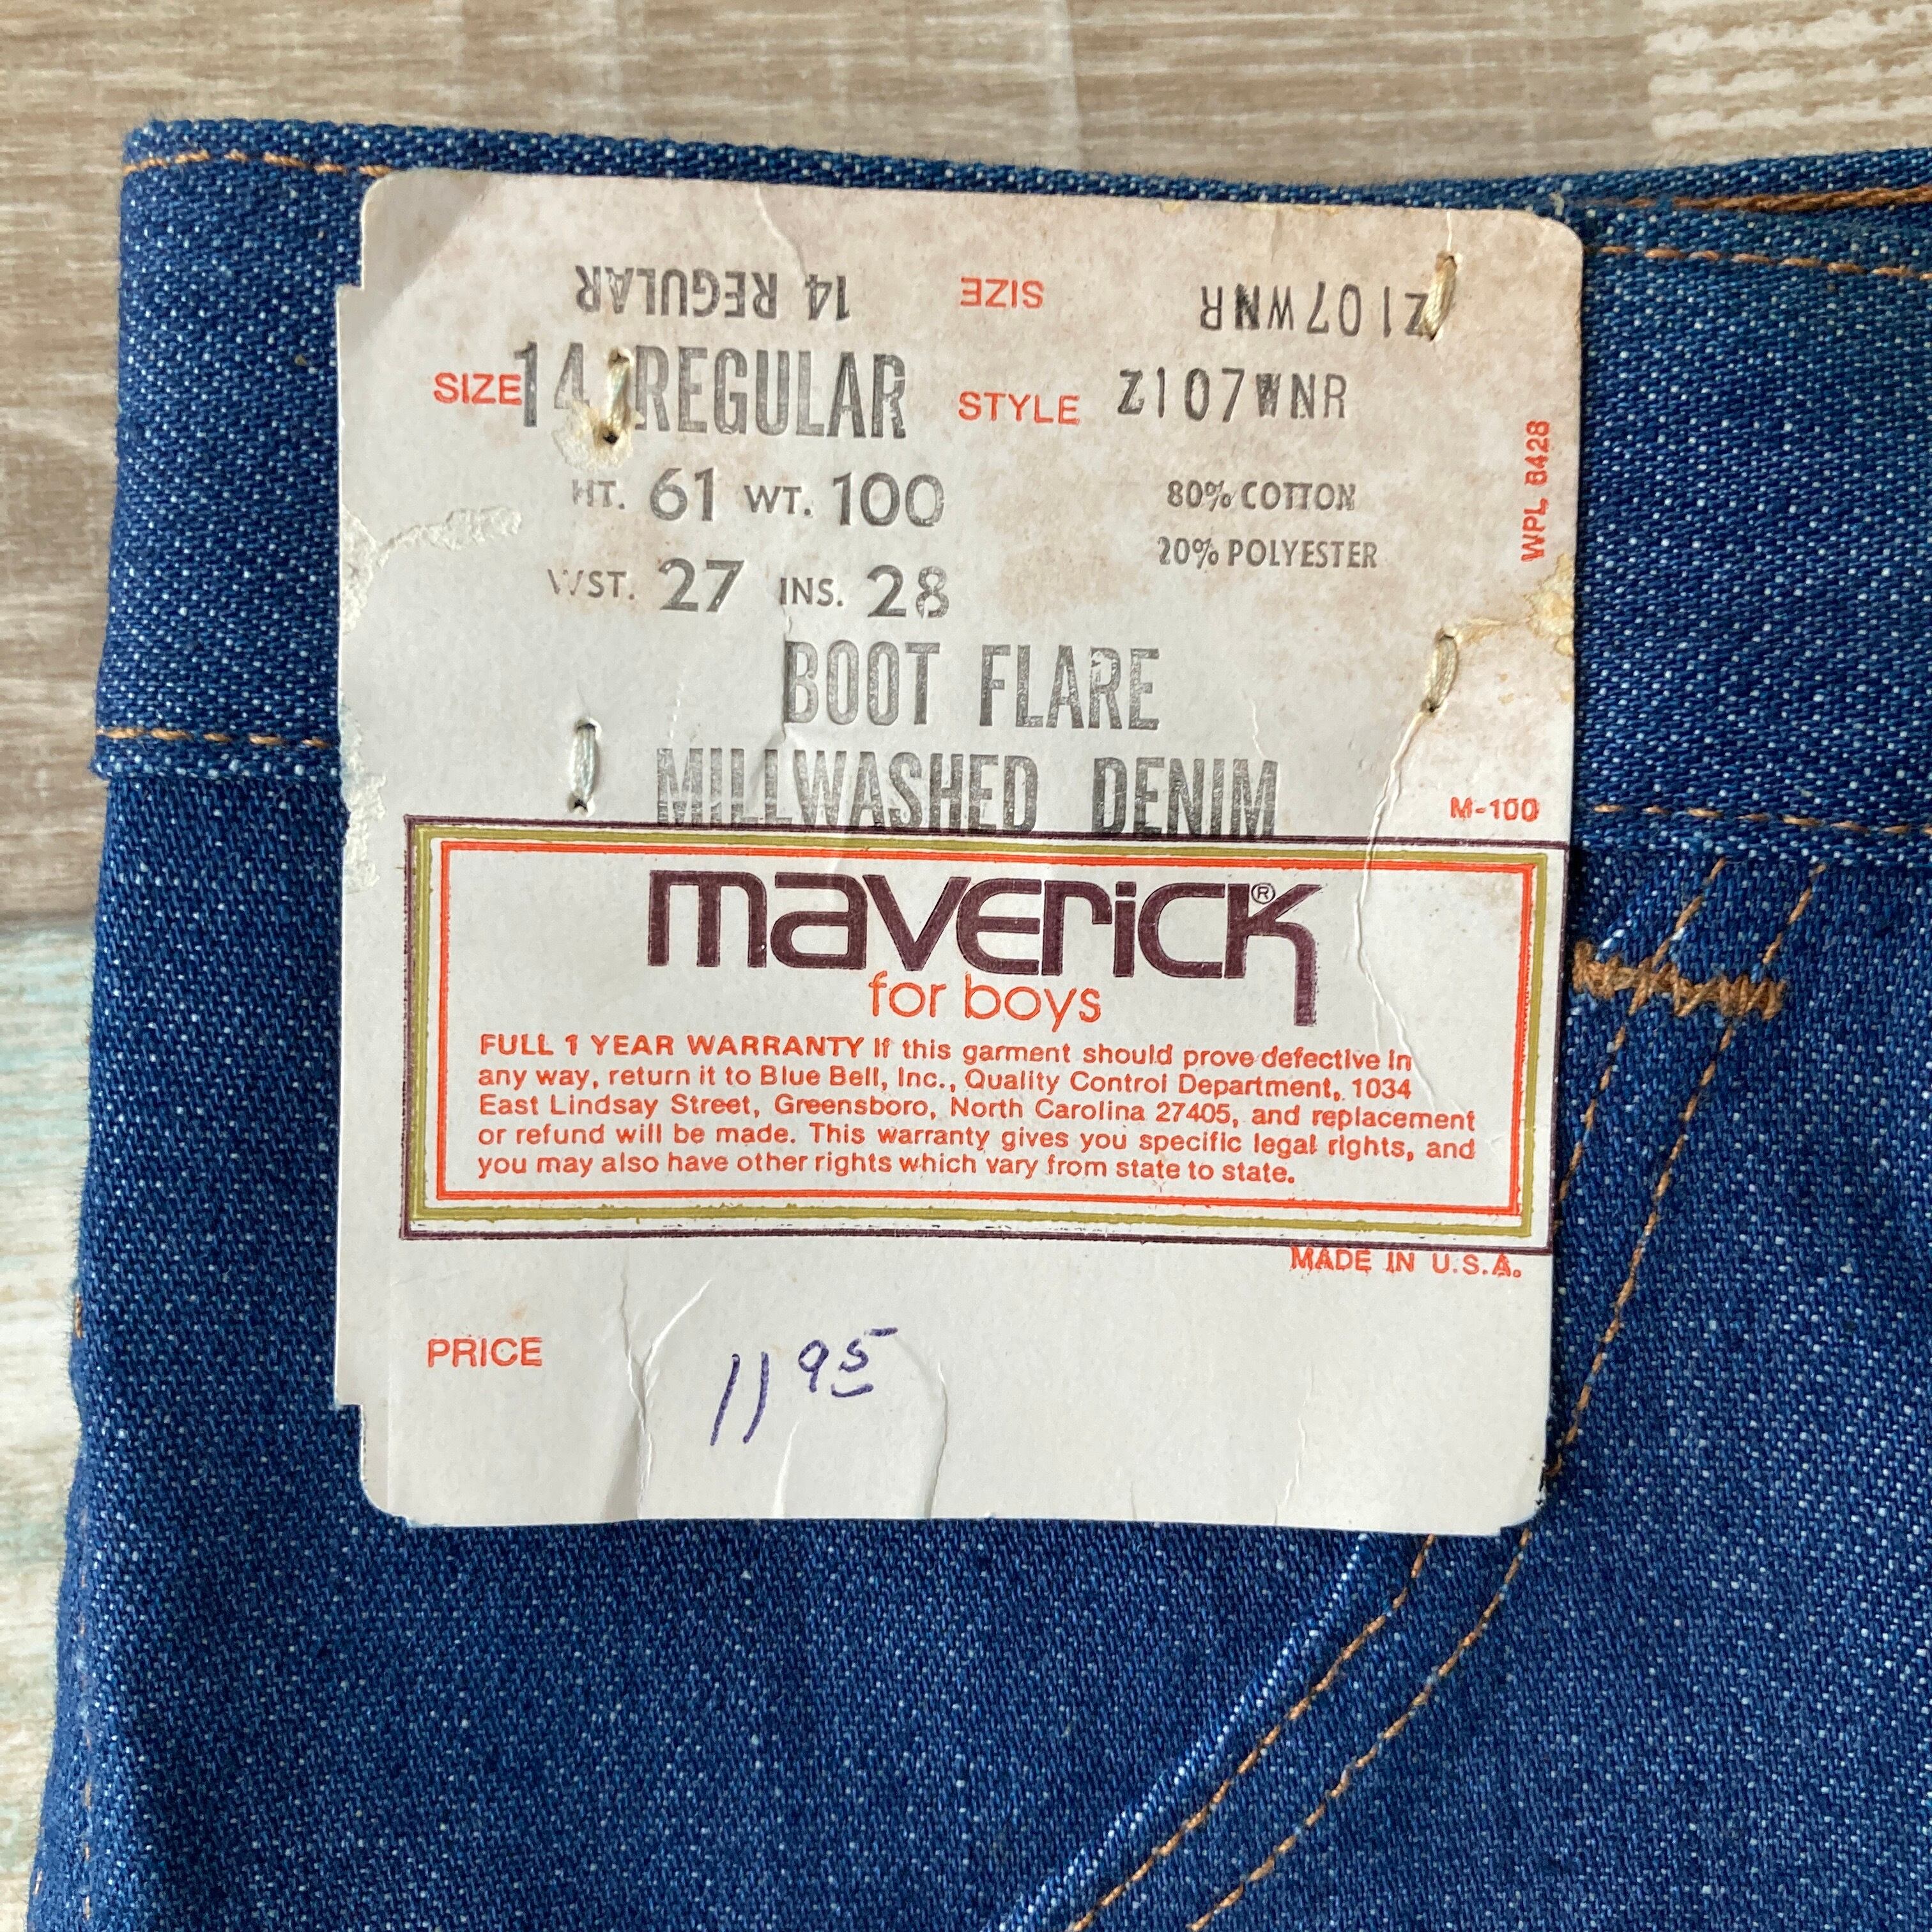 14 REGULAR SIZE Z107WNR
SIZE 14 REGULAR STYLE Z107WNR
HT. 61 WT. 100 80% COTTON
WST. 27 INS. 28 20% POLYESTER
WPL 6428
BOOT FLARE
MILLWASHED DENIM
M-100
maverick®
for boys
FULL 1 YEAR WARRANTY If this garment should prove defective in
any way, return it to Blue Bell, Inc., Quality Control Department, 1034
East Lindsay Street, Greensboro, North Carolina 27405, and replacement
or refund will be made. This warranty gives you specific legal rights, and
you may also have other rights which vary from state to state.
MADE IN U.S.A.
PRICE 11 95